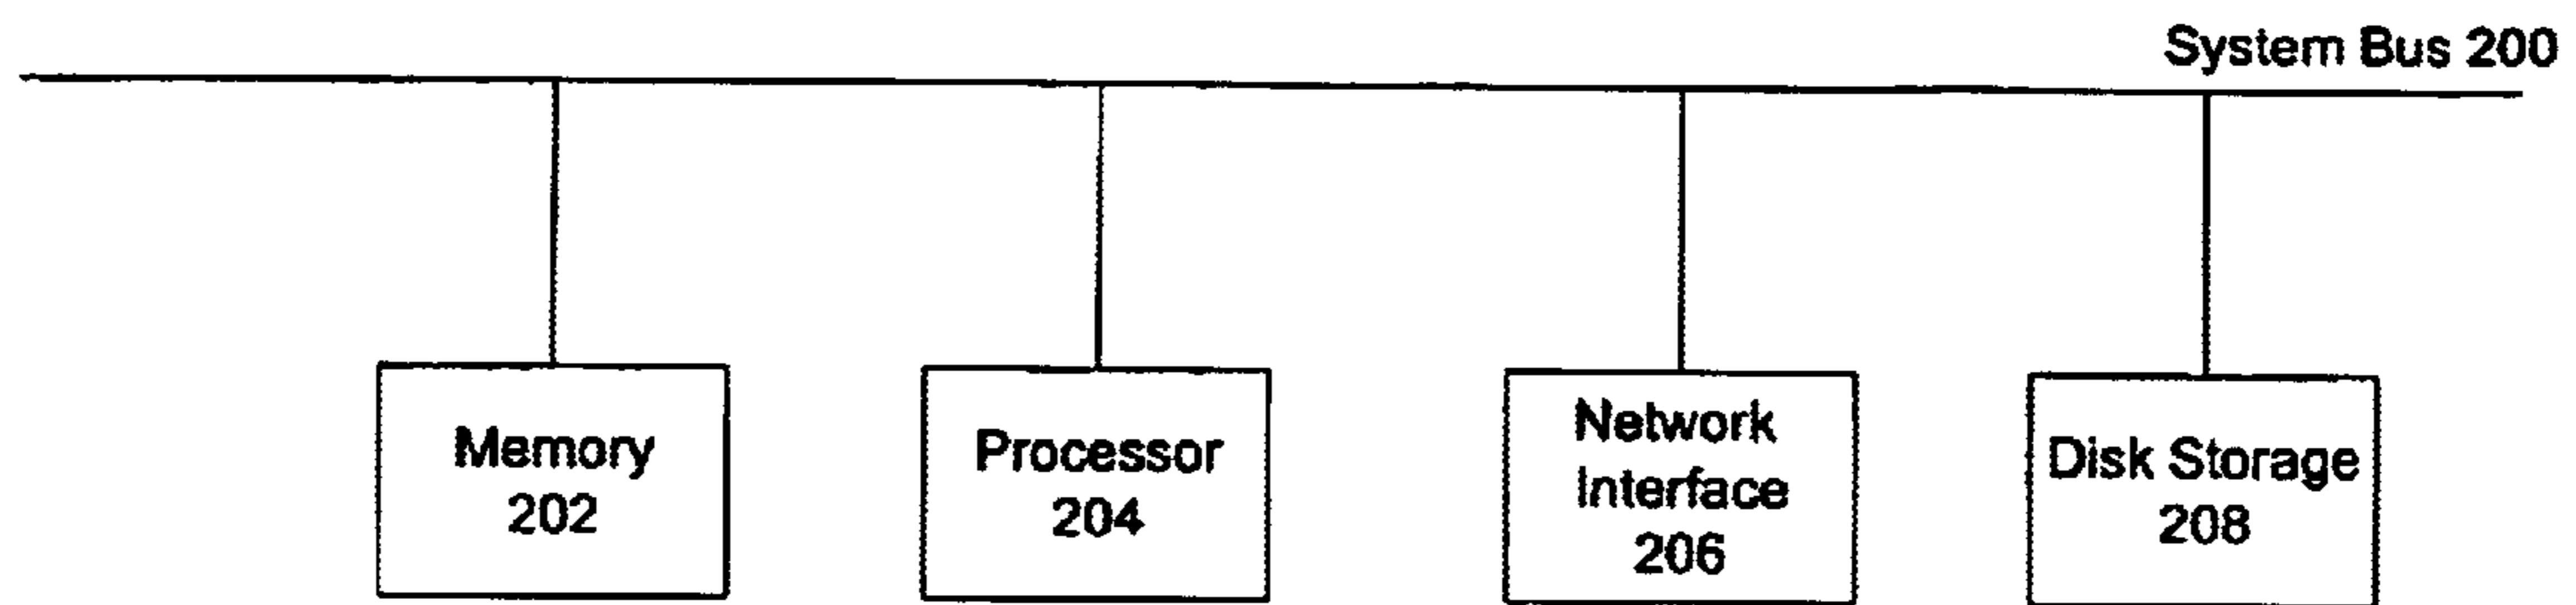 System Bus 200
Memory
202
Processor
204
Network
Interface
206
Disk Storage
208